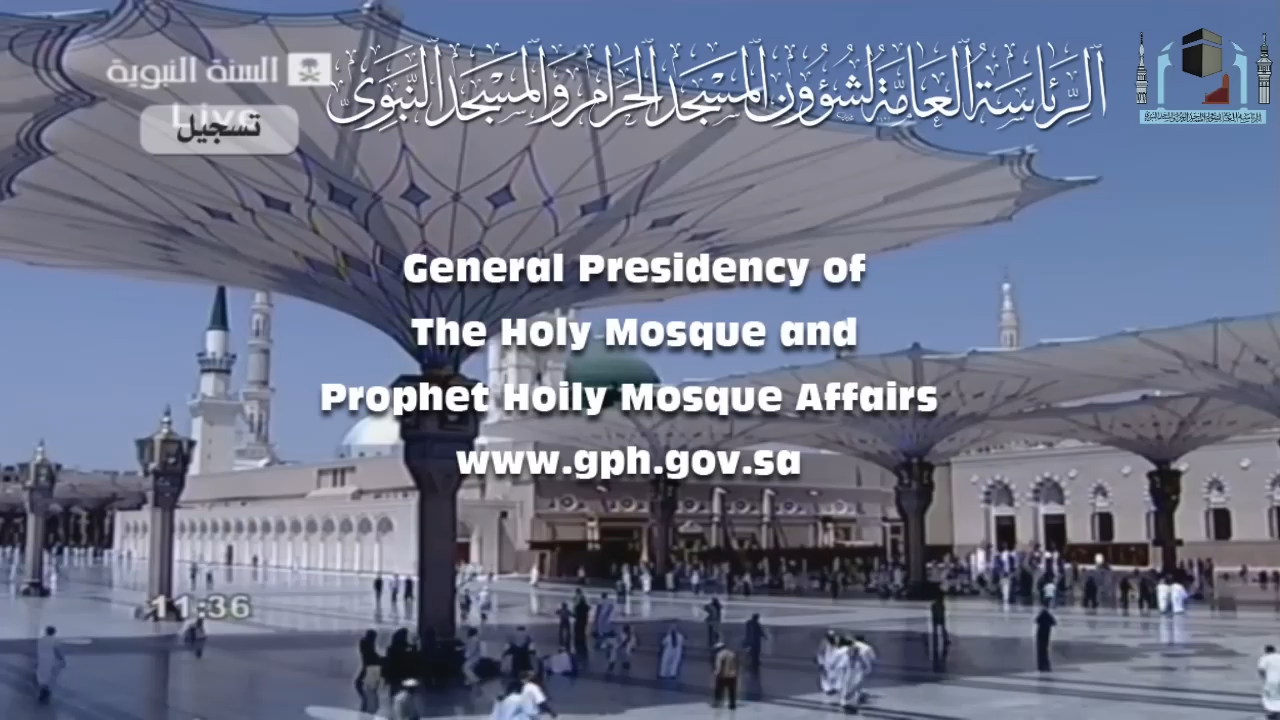 الرئاسة العامة لشؤون المسجد الحرام والمسجد النبوي
السنة النبوية
Live
تسجيل
General Presidency of
The Holy Mosque and
Prophet Hoily Mosque Affairs
www.gph.gov.sa
11:36